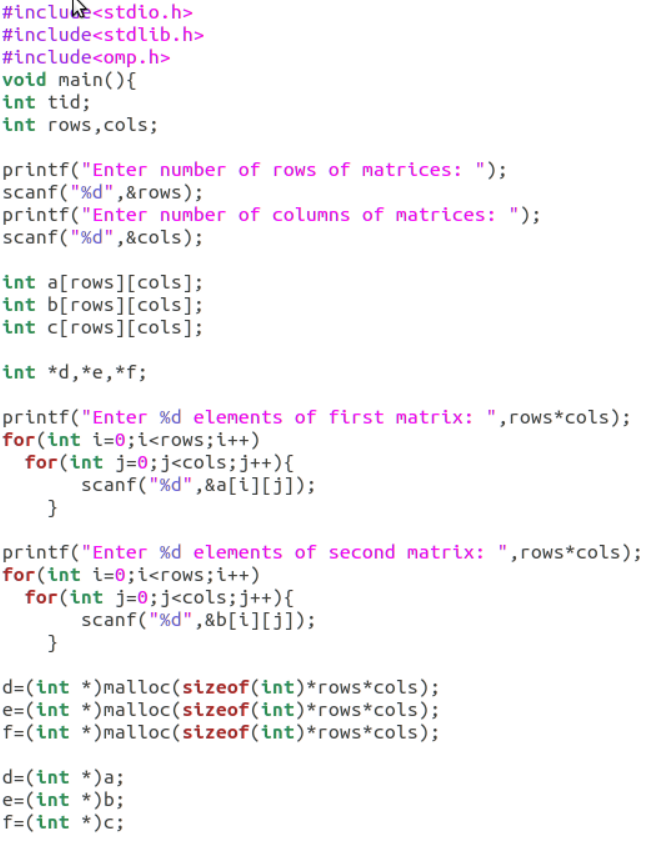 #include<stdio.h>
#include<stdlib.h>
#include<omp.h>
void main(){
int tid;
int rows,cols;

printf("Enter number of rows of matrices: ");
scanf("%d",&rows);
printf("Enter number of columns of matrices: ");
scanf("%d",&cols);

int a[rows][cols];
int b[rows][cols];
int c[rows][cols];

int *d,*e,*f;

printf("Enter %d elements of first matrix: ",rows*cols);
for(int i=0;i<rows;i++)
  for(int j=0;j<cols;j++){
       scanf("%d",&a[i][j]);
    }

printf("Enter %d elements of second matrix: ",rows*cols);
for(int i=0;i<rows;i++)
  for(int j=0;j<cols;j++){
       scanf("%d",&b[i][j]);
    }

d=(int *)malloc(sizeof(int)*rows*cols);
e=(int *)malloc(sizeof(int)*rows*cols);
f=(int *)malloc(sizeof(int)*rows*cols);

d=(int *)a;
e=(int *)b;
f=(int *)c;